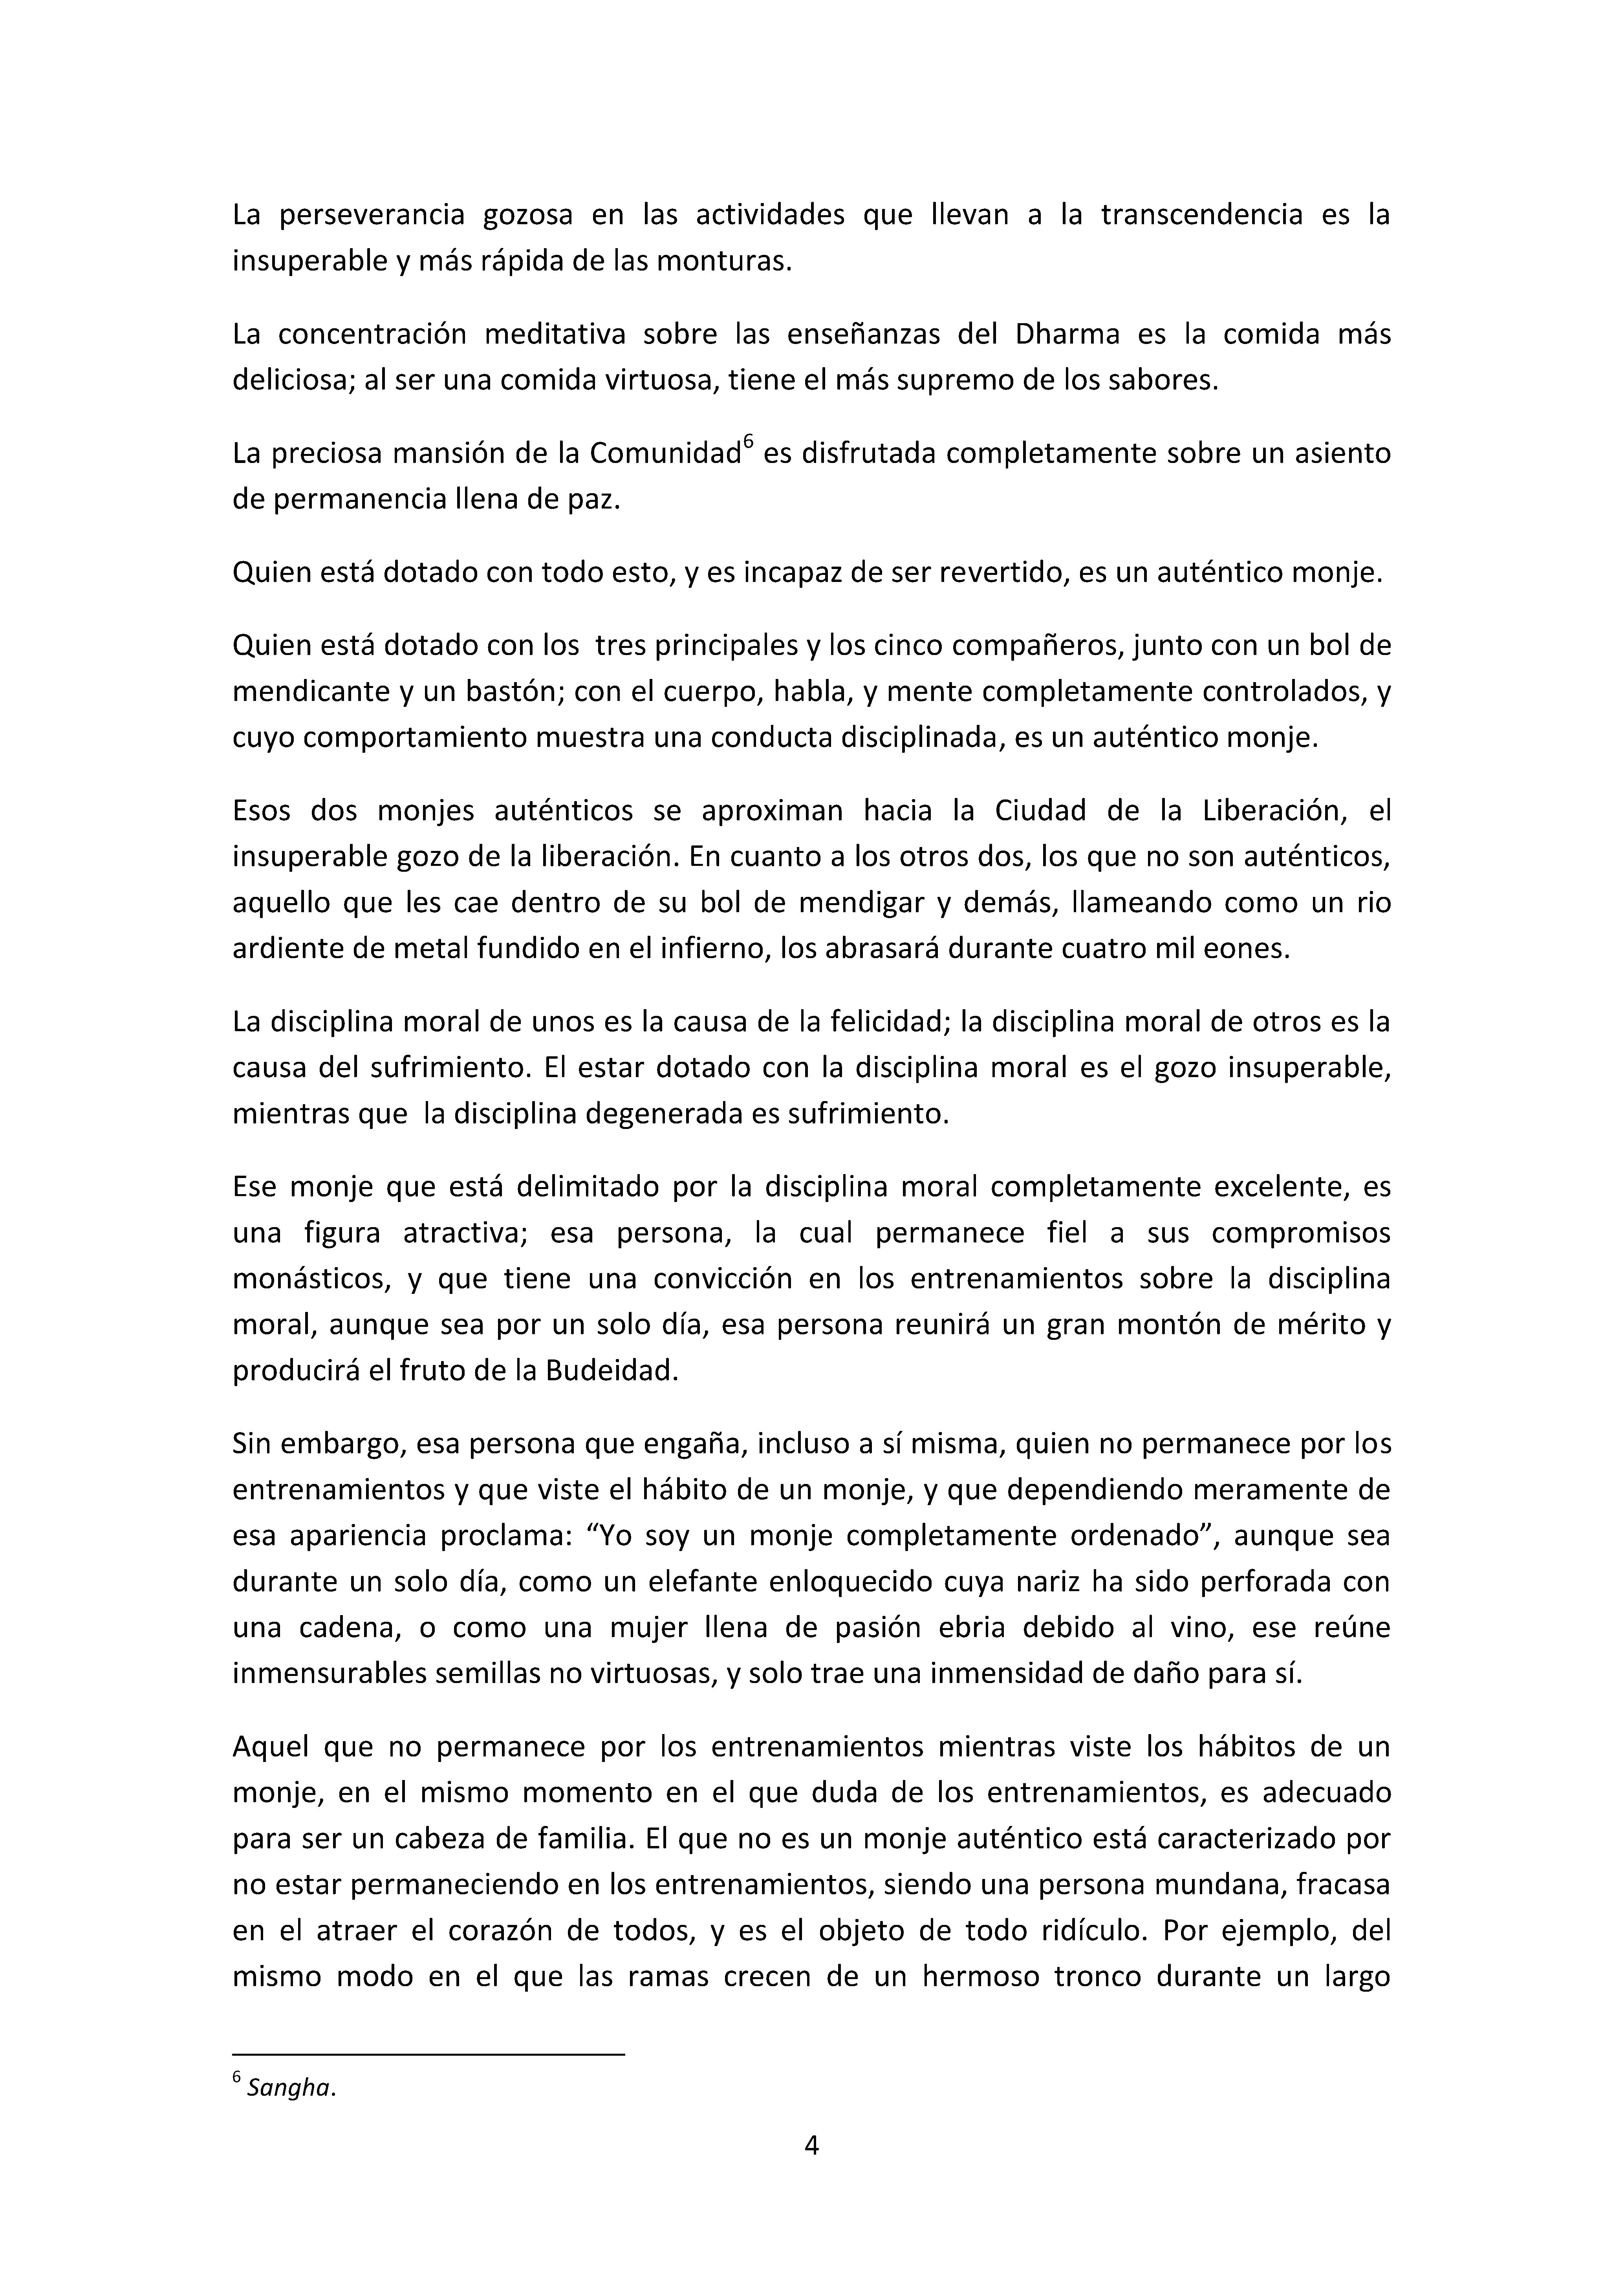 La perseverancia gozosa en las actividades que llevan a la transcendencia es la
insuperable y más rápida de las monturas.
La concentración meditativa sobre las enseñanzas del Dharma es la comida más
deliciosa; al ser una comida virtuosa, tiene el más supremo de los sabores.
La preciosa mansión de la Comunidad6 es disfrutada completamente sobre un asiento
de permanencia llena de paz.
Quien está dotado con todo esto, y es incapaz de ser revertido, es un auténtico monje.
Quien está dotado con los  tres principales y los cinco compañeros, junto con un bol de
mendicante y un bastón; con el cuerpo, habla, y mente completamente controlados, y
cuyo comportamiento muestra una conducta disciplinada, es un auténtico monje.
Esos dos monjes auténticos se aproximan hacia la Ciudad de la Liberación, el
insuperable gozo de la liberación. En cuanto a los otros dos, los que no son auténticos,
aquello que les cae dentro de su bol de mendigar y demás, llameando como un rio
ardiente de metal fundido en el infierno, los abrasará durante cuatro mil eones.
La disciplina moral de unos es la causa de la felicidad; la disciplina moral de otros es la
causa del sufrimiento. El estar dotado con la disciplina moral es el gozo insuperable,
mientras que  la disciplina degenerada es sufrimiento.
Ese monje que está delimitado por la disciplina moral completamente excelente, es
una figura atractiva; esa persona, la cual permanece fiel a sus compromisos
monásticos, y que tiene una convicción en los entrenamientos sobre la disciplina
moral, aunque sea por un solo día, esa persona reunirá un gran montón de mérito y
producirá el fruto de la Budeidad.
Sin embargo, esa persona que engaña, incluso a sí misma, quien no permanece por los
entrenamientos y que viste el hábito de un monje, y que dependiendo meramente de
esa apariencia proclama: “Yo soy un monje completamente ordenado”, aunque sea
durante un solo día, como un elefante enloquecido cuya nariz ha sido perforada con
una cadena, o como una mujer llena de pasión ebria debido al vino, ese reúne
inmensurables semillas no virtuosas, y solo trae una inmensidad de daño para sí.
Aquel que no permanece por los entrenamientos mientras viste los hábitos de un
monje, en el mismo momento en el que duda de los entrenamientos, es adecuado
para ser un cabeza de familia. El que no es un monje auténtico está caracterizado por
no estar permaneciendo en los entrenamientos, siendo una persona mundana, fracasa
en el atraer el corazón de todos, y es el objeto de todo ridículo. Por ejemplo, del
mismo modo en el que las ramas crecen de un hermoso tronco durante un largo
6 Sangha.
4